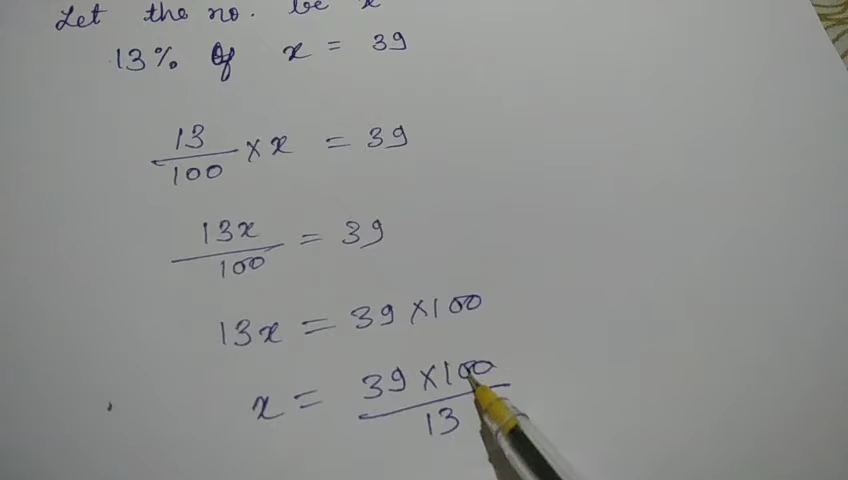 Let the no. be x
13% of x = 39
13/100 × x = 39
13x/100 = 39
13x = 39 × 100
x = 39 × 100/13